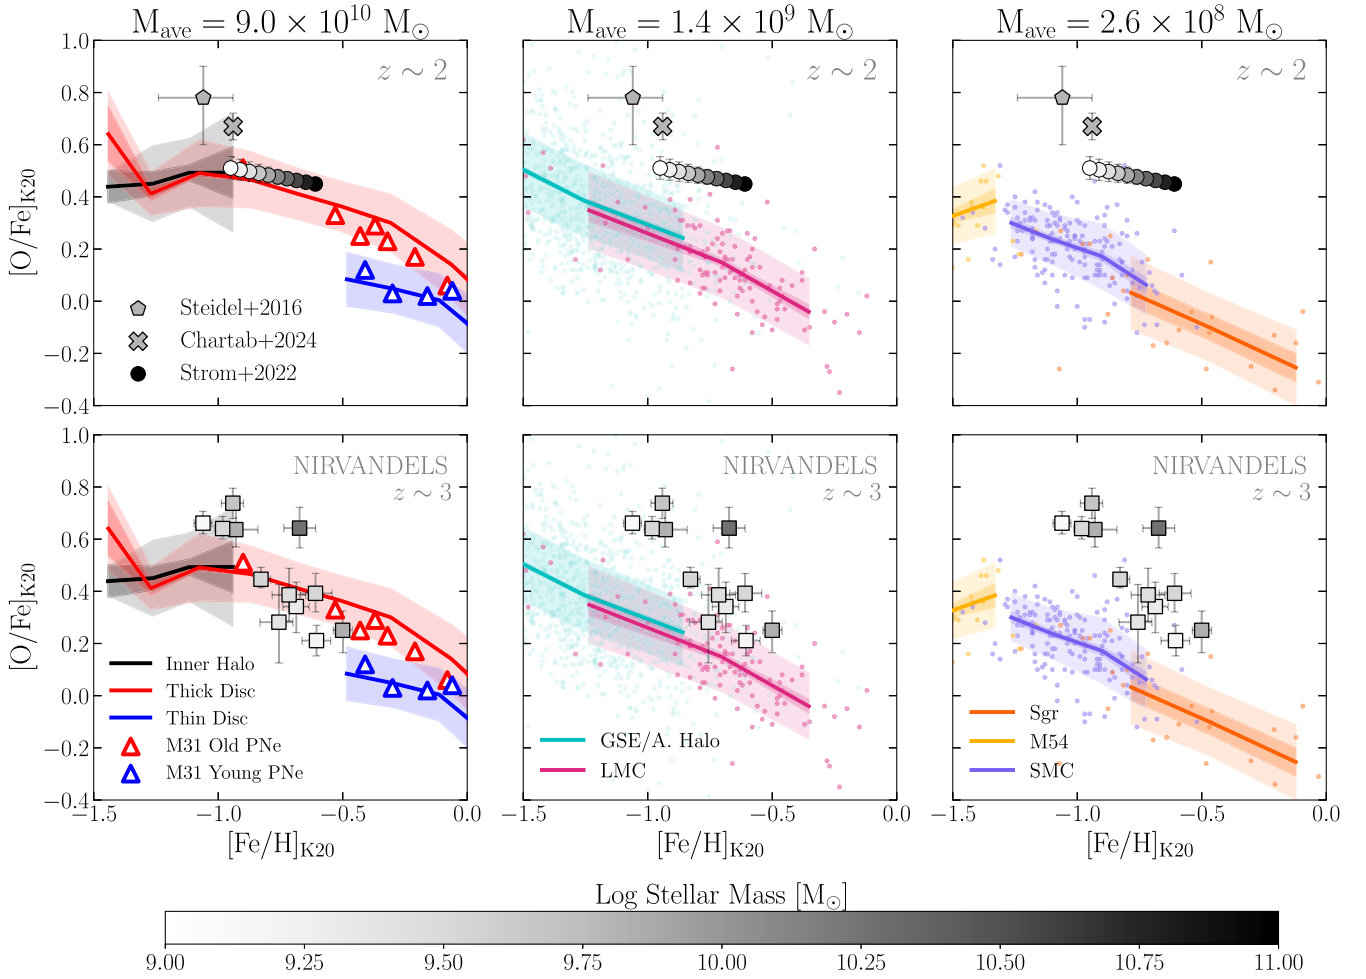 M_ave = 9.0 × 10^10 M_⊙
M_ave = 1.4 × 10^9 M_⊙
M_ave = 2.6 × 10^8 M_⊙
1.0
0.8
0.6
0.4
0.2
0.0
−0.2
−0.4
[O/Fe]_K20
z ∼ 2
Steidel+2016
Chartab+2024
Strom+2022
z ∼ 2
z ∼ 2
1.0
0.8
0.6
0.4
0.2
0.0
−0.2
−0.4
[O/Fe]_K20
NIRVANDELS
z ∼ 3
Inner Halo
Thick Disc
Thin Disc
M31 Old PNe
M31 Young PNe
NIRVANDELS
z ∼ 3
GSE/A. Halo
LMC
NIRVANDELS
z ∼ 3
Sgr
M54
SMC
−1.5 −1.0 −0.5 0.0
−1.5 −1.0 −0.5 0.0
−1.5 −1.0 −0.5 0.0
[Fe/H]_K20
[Fe/H]_K20
[Fe/H]_K20
Log Stellar Mass [M_⊙]
9.00 9.25 9.50 9.75 10.00 10.25 10.50 10.75 11.00